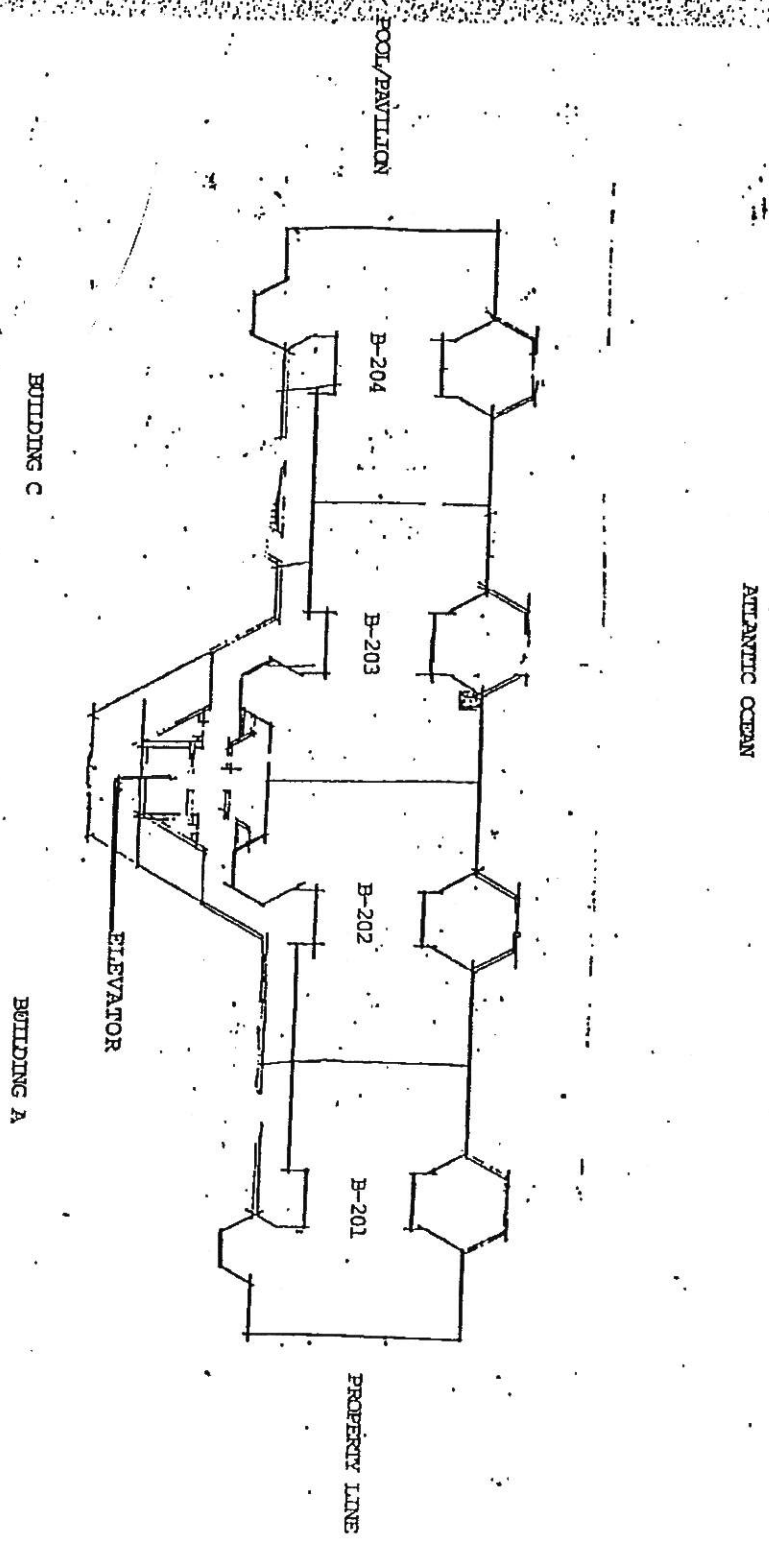 ATLANTIC OCEAN
POOL/PAVILION
B-204
B-203
B-202
B-201
PROPERTY LINE
ELEVATOR
BUILDING C
BUILDING A